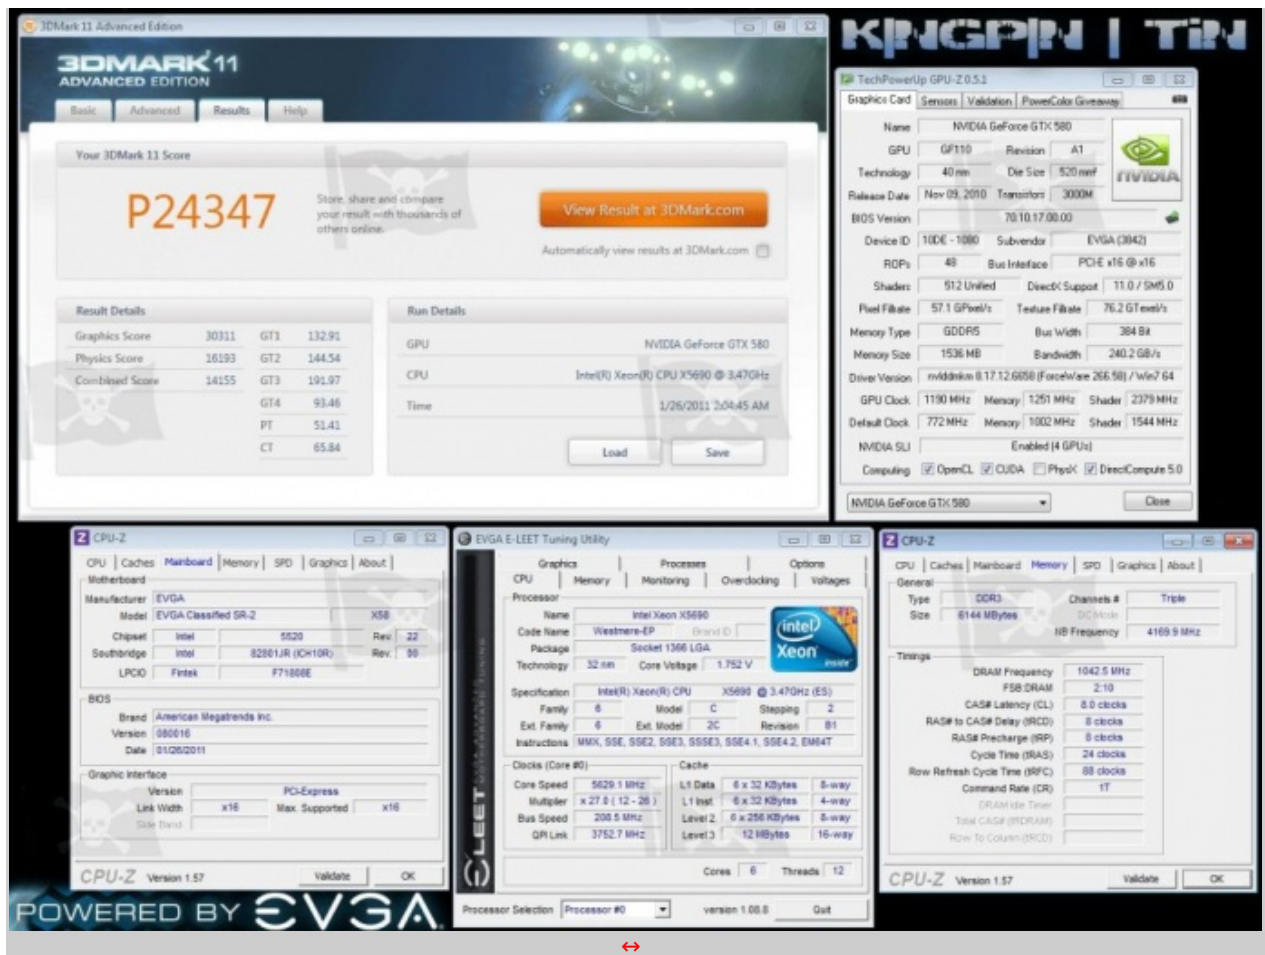 3DMark 11 Advanced Edition
3DMARK 11
ADVANCED EDITION
Basic Advanced Results Help
Your 3DMark 11 Score
P24347
Store, share and compare
your result with thousands of
others online.
View Result at 3DMark.com
Automatically view results at 3DMark.com
Result Details
Graphics Score 30311 GT1 132.91
Physics Score 16193 GT2 144.54
Combined Score 14155 GT3 191.97
GT4 93.46
PT 51.41
CT 65.84
Run Details
GPU NVIDIA GeForce GTX 580
CPU Intel(R) Xeon(R) CPU X5690 @ 3.47GHz
Time 1/26/2011 2:04:45 AM
Load Save
K|NGP|N | TiN
TechPowerUp GPU-Z 0.5.1
Graphics Card Sensors Validation PowerColor Giveaway
Name NVIDIA GeForce GTX 580
GPU GF110 Revision A1
Technology 40 nm Die Size 520 mm²
Release Date Nov 09, 2010 Transistors 3000M
BIOS Version 70.10.17.00.00
Device ID 10DE - 1080 Subvendor EVGA (3842)
ROPs 48 Bus Interface PCI-E x16 @ x16
Shaders 512 Unified DirectX Support 11.0 / SM5.0
Pixel Fillrate 57.1 GPixel/s Texture Fillrate 76.2 GTexel/s
Memory Type GDDR5 Bus Width 384 Bit
Memory Size 1536 MB Bandwidth 240.2 GB/s
Driver Version nvlddmkm 8.17.12.6658 (ForceWare 266.58) / Win7 64
GPU Clock 1190 MHz Memory 1251 MHz Shader 2379 MHz
Default Clock 772 MHz Memory 1002 MHz Shader 1544 MHz
NVIDIA SLI Enabled (4 GPUs)
Computing OpenCL CUDA PhysX DirectCompute 5.0
NVIDIA GeForce GTX 580 Close
NVIDIA
CPU-Z
CPU Caches Mainboard Memory SPD Graphics About
Motherboard
Manufacturer EVGA
Model EVGA Classified SR-2 X58
Chipset Intel 5520 Rev. 22
Southbridge Intel 82801JR (ICH10R) Rev. 00
LPCIO Fintek F71808E
BIOS
Brand American Megatrends Inc.
Version 080016
Date 01/26/2011
Graphic Interface
Version PCI-Express
Link Width x16 Max. Supported x16
Side Band
CPU-Z Version 1.57 Validate OK
EVGA E-LEET Tuning Utility
Graphics Processes Options
CPU Memory Monitoring Overclocking Voltages
Processor
Name Intel Xeon X5690
Code Name Westmere-EP Brand ID
Package Socket 1366 LGA
Technology 32 nm Core Voltage 1.752 V
(intel)
Xeon
inside
Specification Intel(R) Xeon(R) CPU X5690 @ 3.47GHz (ES)
Family 6 Model C Stepping 2
Ext. Family 6 Ext. Model 2C Revision B1
Instructions MMX, SSE, SSE2, SSE3, SSSE3, SSE4.1, SSE4.2, EM64T
Clocks (Core #0) Cache
Core Speed 5629.1 MHz L1 Data 6 x 32 KBytes 8-way
Multiplier x 27.0 ( 12 - 26 ) L1 Inst. 6 x 32 KBytes 4-way
Bus Speed 208.5 MHz Level 2 6 x 256 KBytes 8-way
QPI Link 3752.7 MHz Level 3 12 MBytes 16-way
Cores 6 Threads 12
Processor Selection Processor #0 version 1.08.8 Quit
ELEET
CPU-Z
CPU Caches Mainboard Memory SPD Graphics About
General
Type DDR3 Channels # Triple
Size 6144 MBytes DC Mode
NB Frequency 4169.9 MHz
Timings
DRAM Frequency 1042.5 MHz
FSB:DRAM 2:10
CAS# Latency (CL) 8.0 clocks
RAS# to CAS# Delay (tRCD) 8 clocks
RAS# Precharge (tRP) 8 clocks
Cycle Time (tRAS) 24 clocks
Row Refresh Cycle Time (tRFC) 88 clocks
Command Rate (CR) 1T
DRAM Idle Timer
Total CAS# (tRDRAM)
Row To Column (tRCD)
CPU-Z Version 1.57 Validate OK
POWERED BY EVGA.